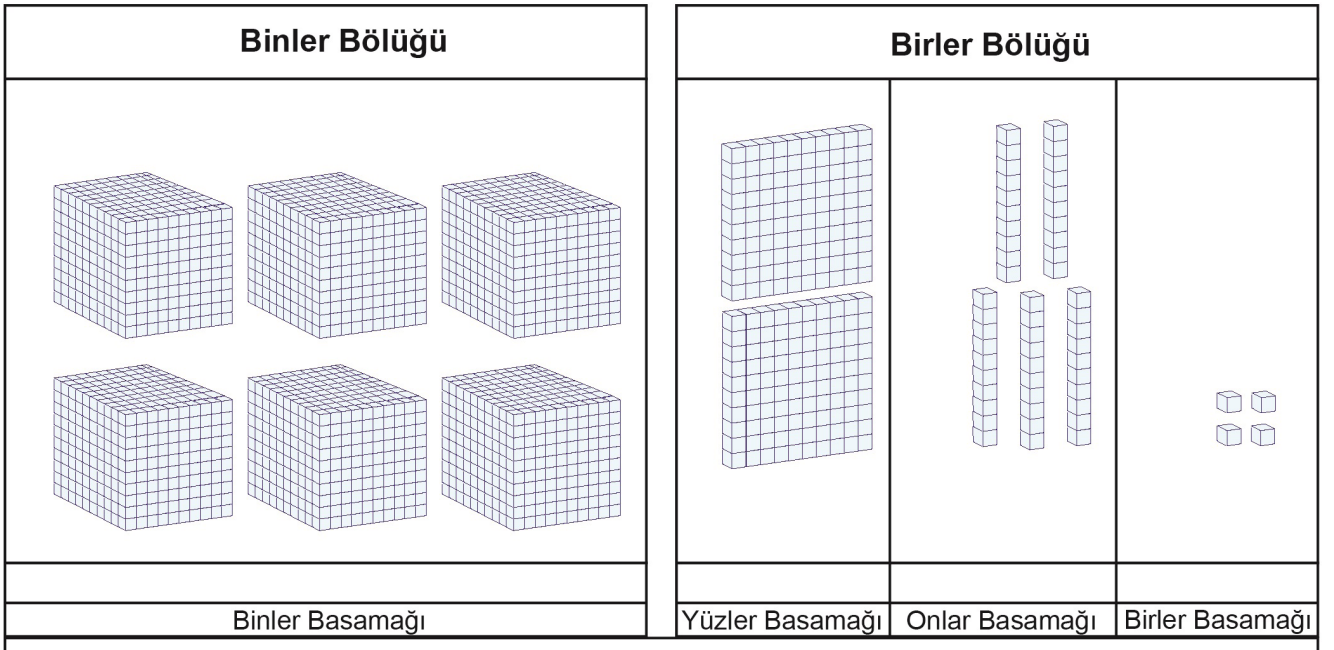 Binler Bölüğü
Birler Bölüğü
Binler Basamağı
Yüzler Basamağı
Onlar Basamağı
Birler Basamağı